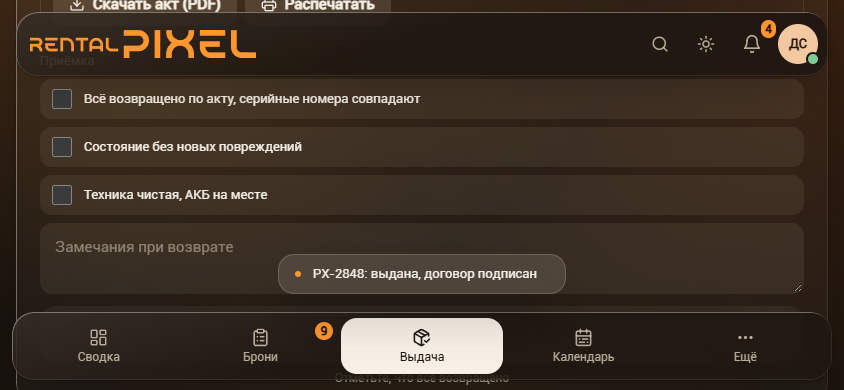 Скачать акт (PDF) Распечатать
RENTAL PIXEL
4
ДС
Приёмка
Всё возвращено по акту, серийные номера совпадают
Состояние без новых повреждений
Техника чистая, АКБ на месте
Замечания при возврате
PX-2848: выдана, договор подписан
9
Сводка Брони Выдача Календарь Ещё
Отметьте, что всё возвращено